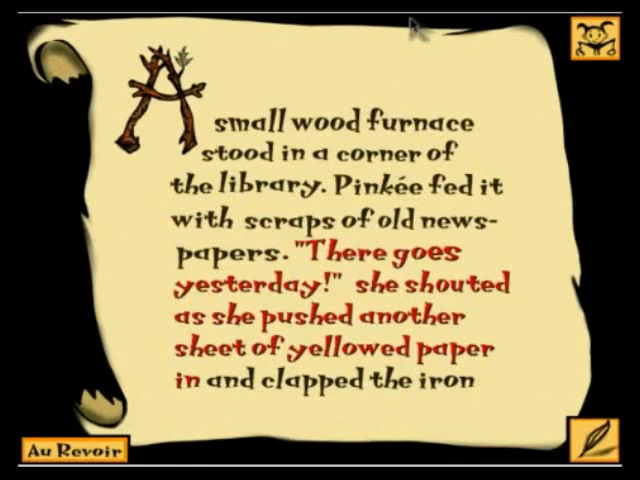 A small wood furnace
stood in a corner of
the library. Pinkée fed it
with scraps of old news-
papers. "There goes
yesterday!" she shouted
as she pushed another
sheet of yellowed paper
in and clapped the iron
Au Revoir